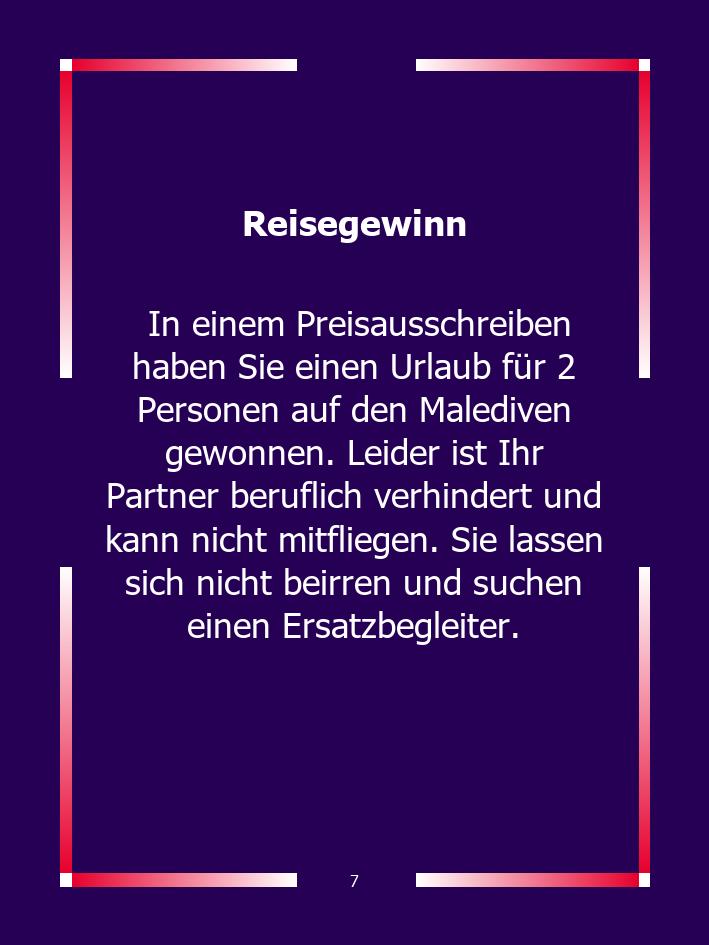 Reisegewinn
In einem Preisausschreiben
haben Sie einen Urlaub für 2
Personen auf den Malediven
gewonnen. Leider ist Ihr
Partner beruflich verhindert und
kann nicht mitfliegen. Sie lassen
sich nicht beirren und suchen
einen Ersatzbegleiter.
7